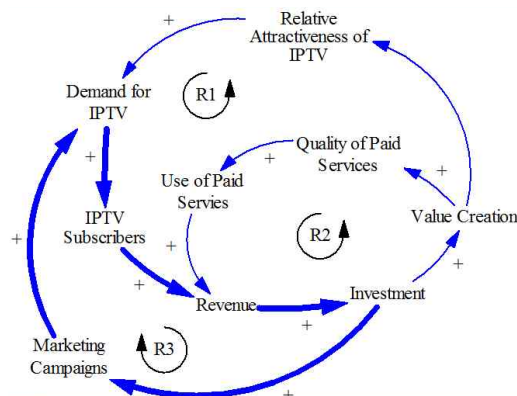 Relative
Attractiveness of
IPTV
+
Demand for
IPTV
R1
+
Quality of Paid
Services
+
+
Use of Paid
Servies
IPTV
Subscribers
Value Creation
R2
+
+
+
+
Revenue
Investment
+
Marketing
Campaigns
R3
+